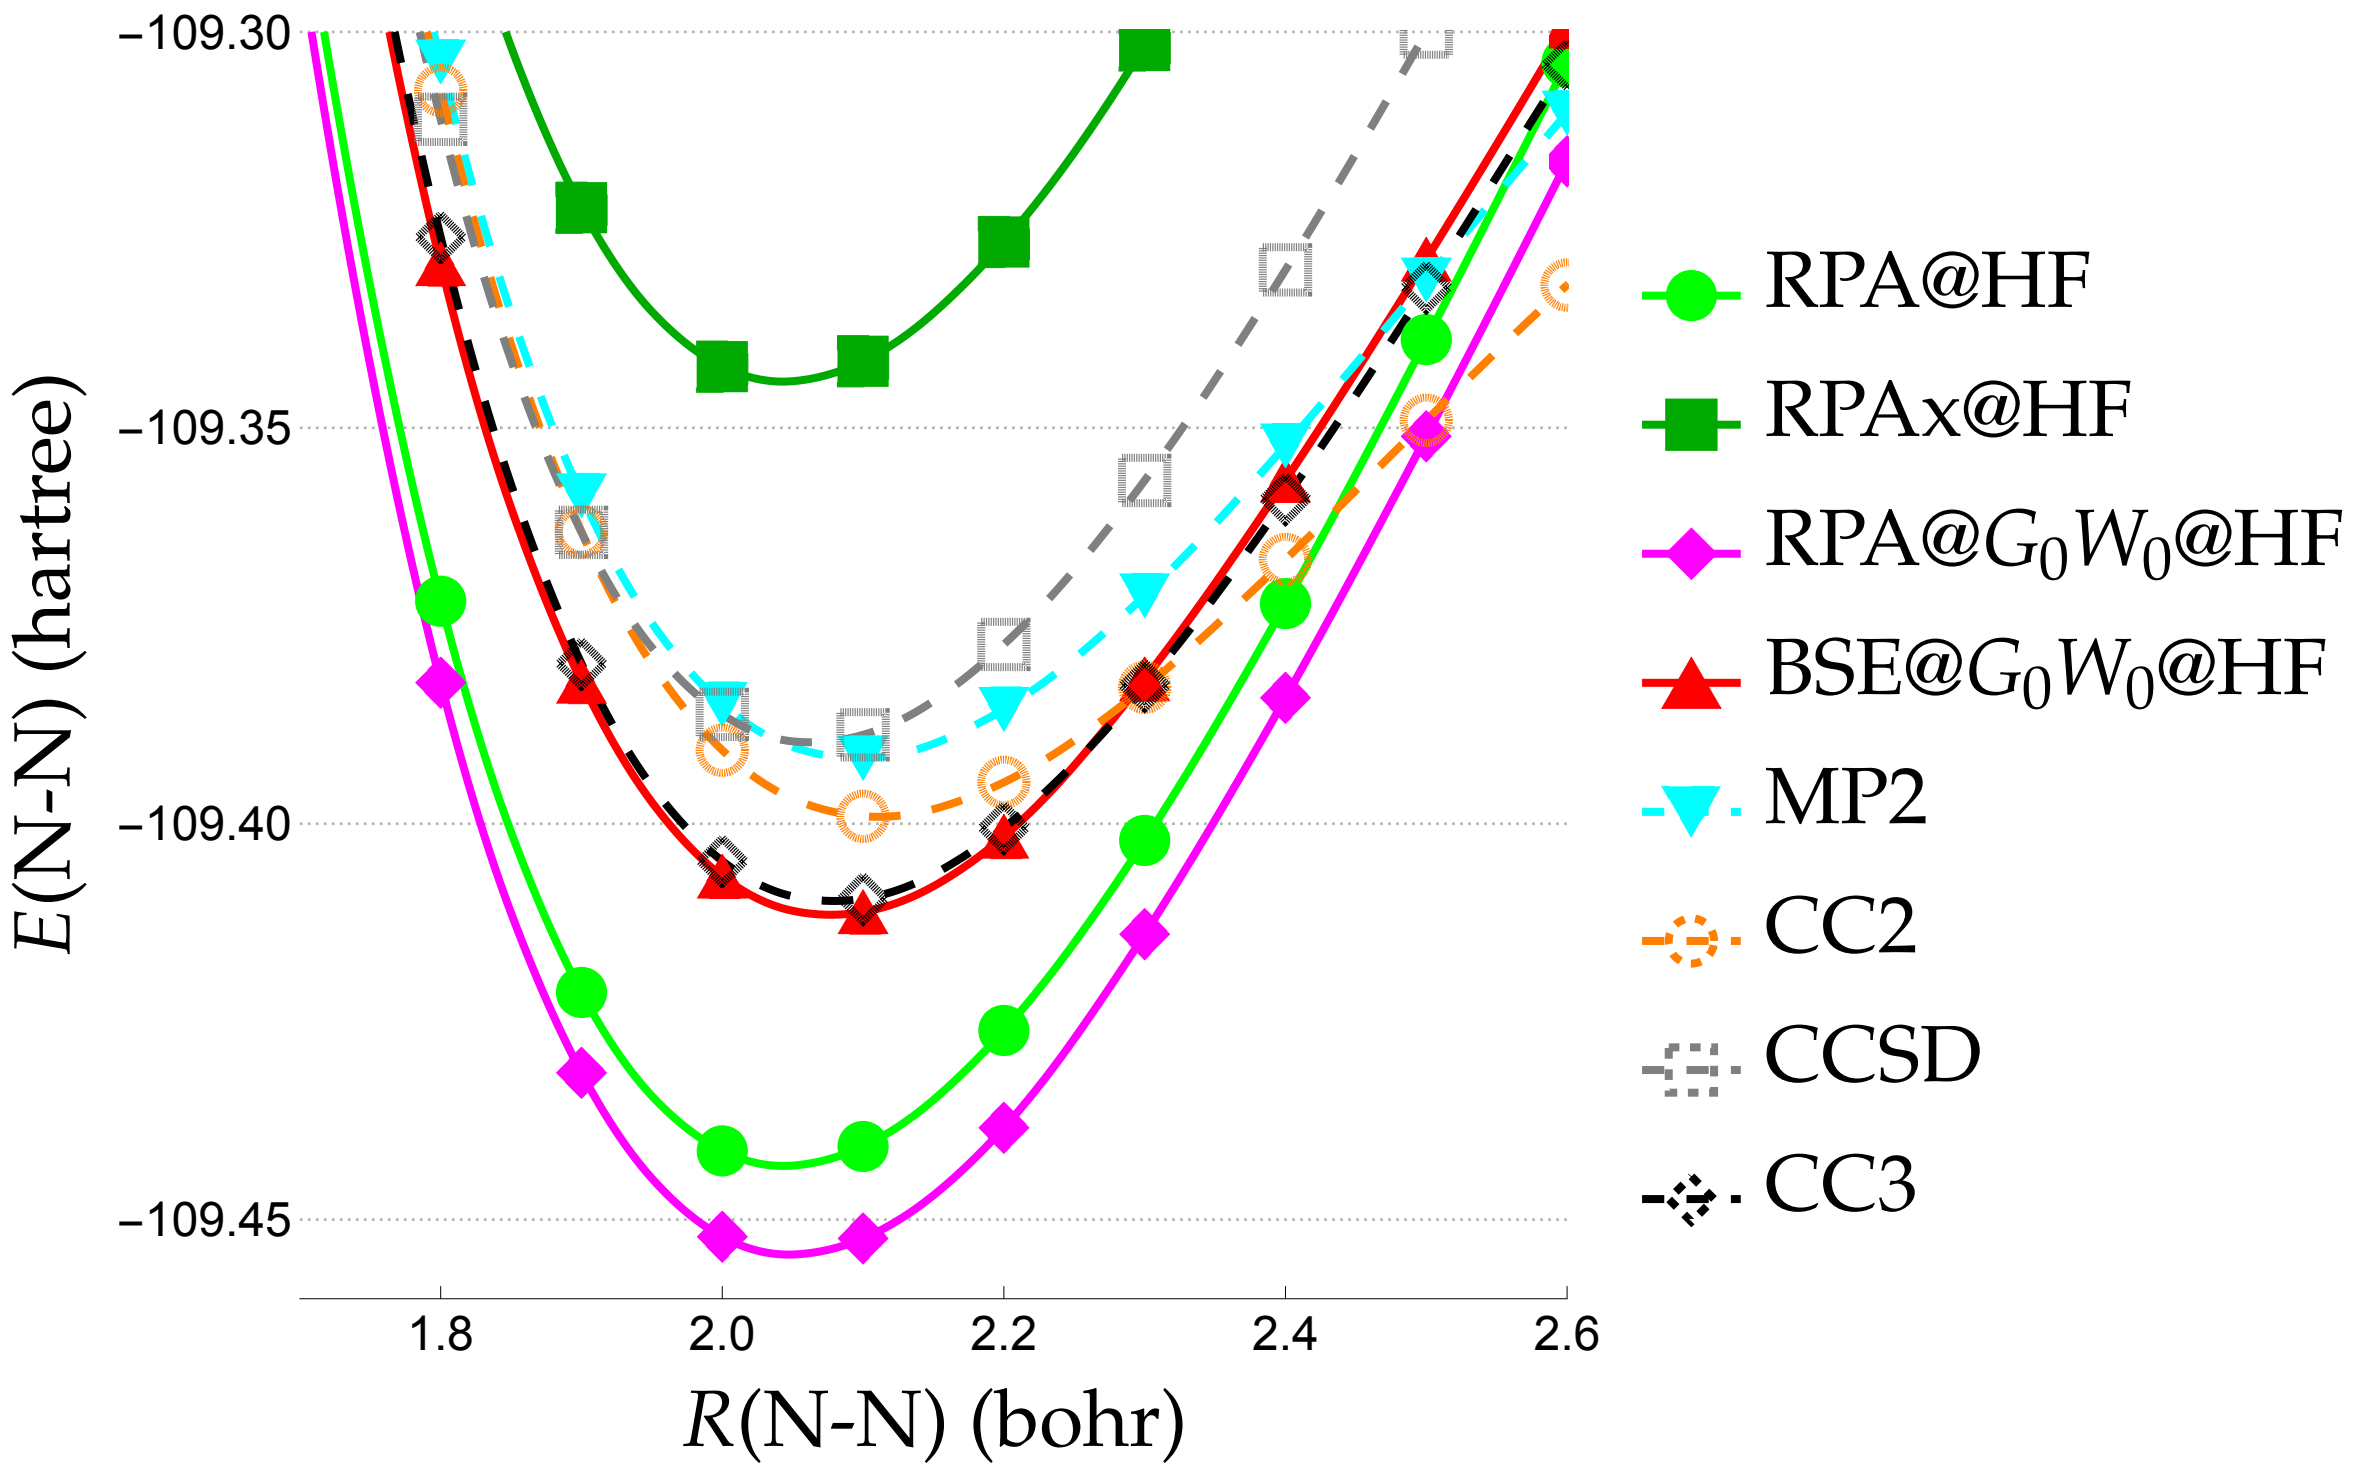 −109.30
−109.35
−109.40
−109.45
E(N-N) (hartree)
1.8 2.0 2.2 2.4 2.6
R(N-N) (bohr)
RPA@HF
RPAx@HF
RPA@G₀W₀@HF
BSE@G₀W₀@HF
MP2
CC2
CCSD
CC3